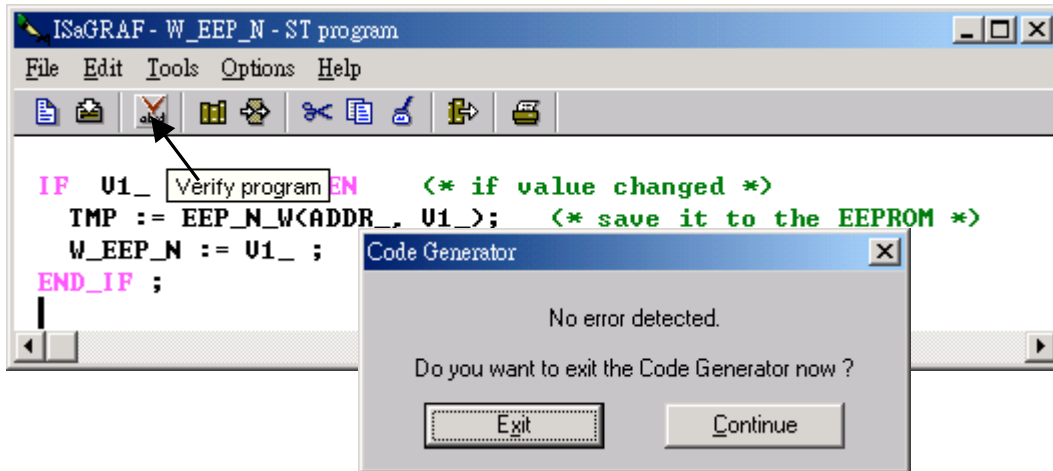 ISaGRAF - W_EEP_N - ST program
File Edit Tools Options Help
abd
IF V1_ EN (* if value changed *)
Verify program
TMP := EEP_N_W(ADDR_, V1_); (* save it to the EEPROM *)
W_EEP_N := V1_ ;
END_IF ;
Code Generator
No error detected.
Do you want to exit the Code Generator now ?
Exit Continue